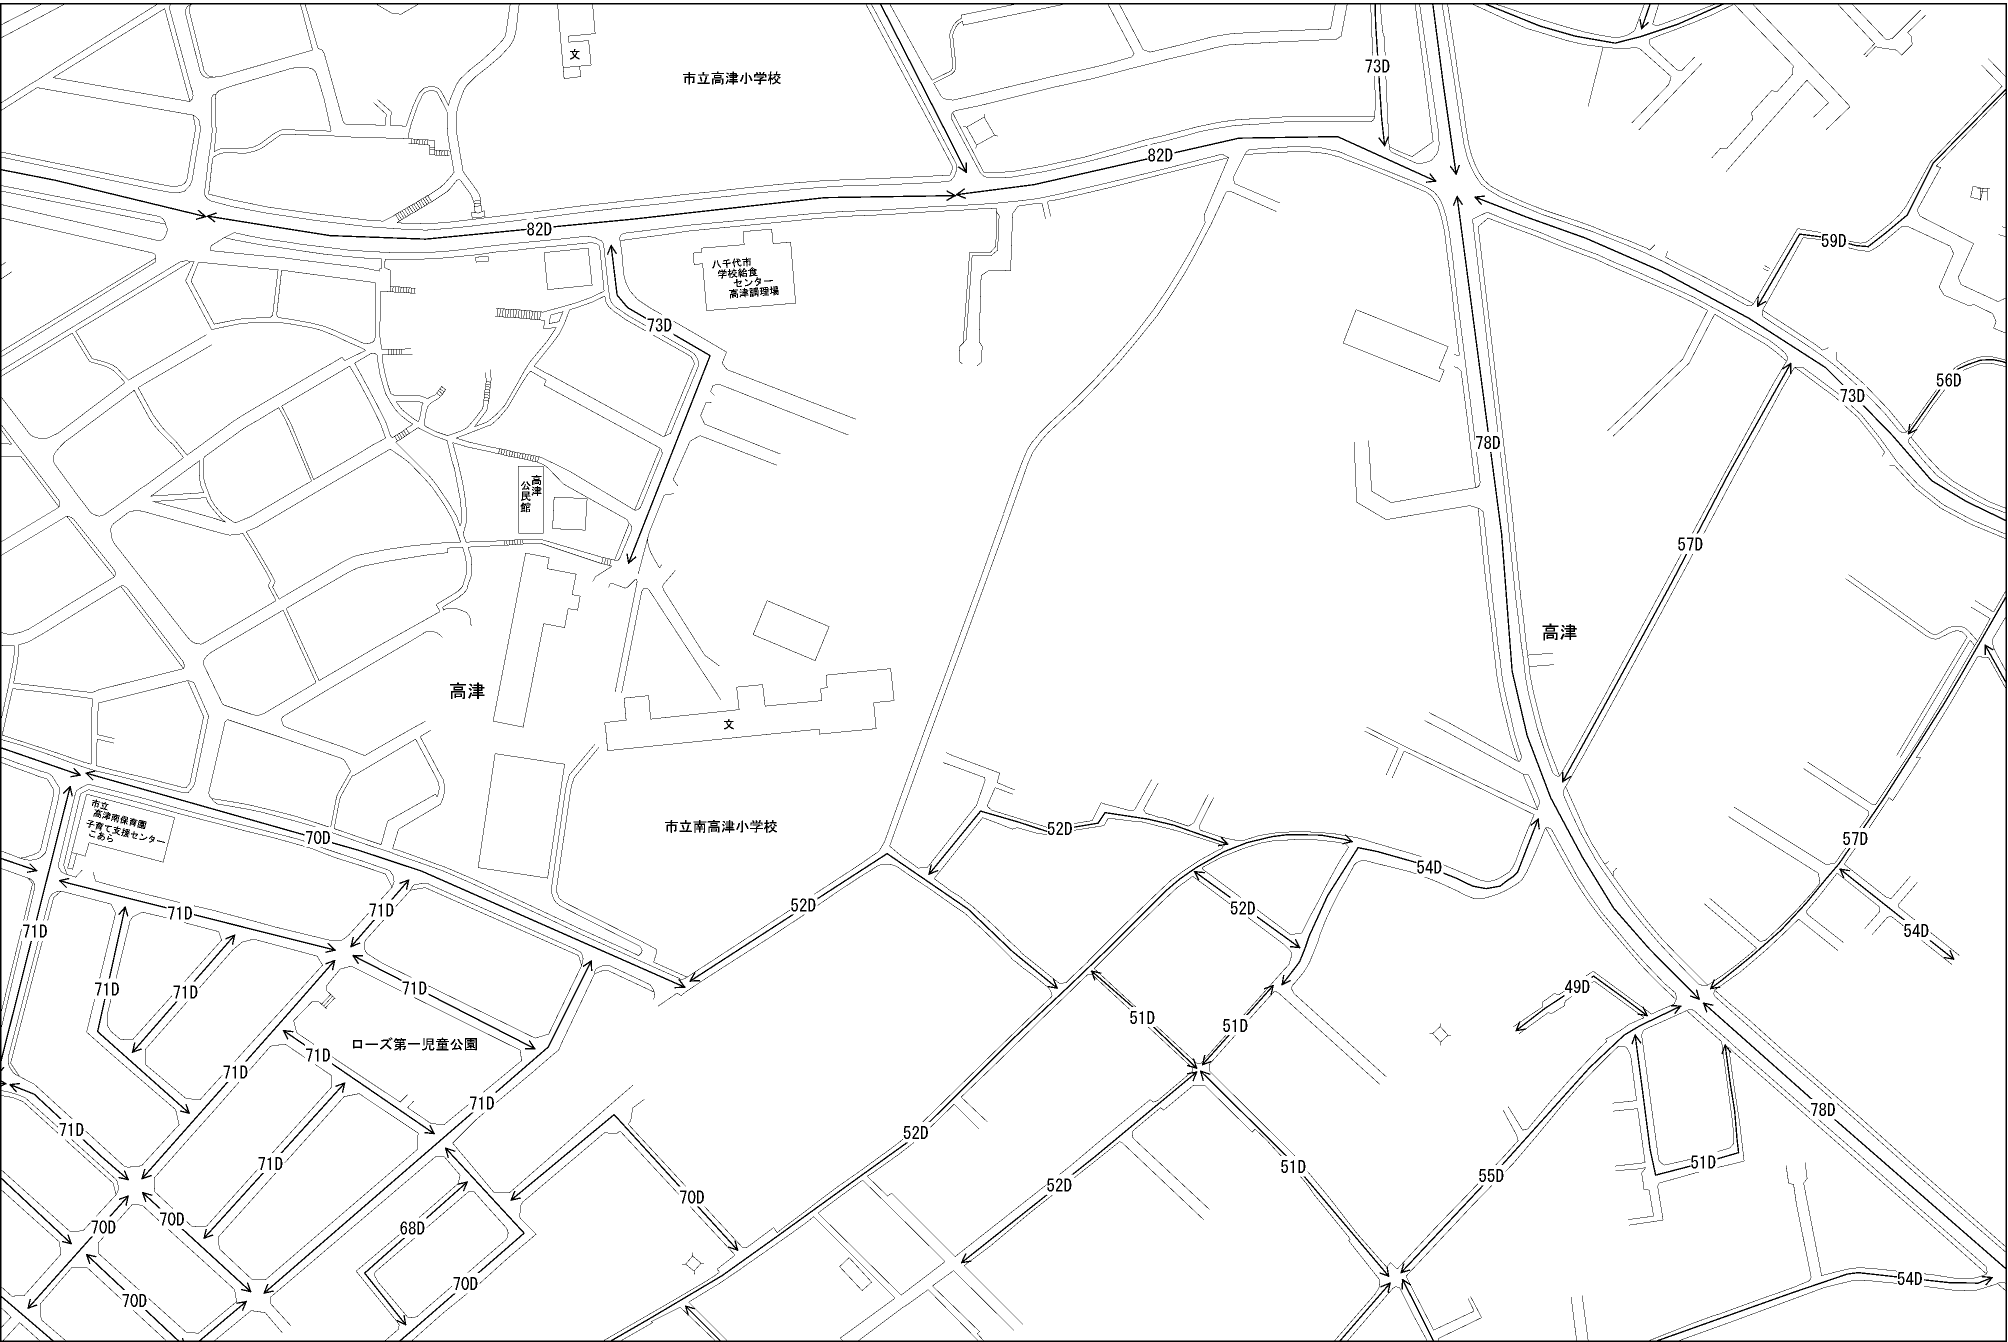 文
市立高津小学校
73D
82D
82D
59D
八千代市
学校給食
センター
高津調理場
73D
56D
73D
78D
高津
公民館
57D
高津
高津
文
市立
高津南保育園
子育て支援センター
こあら
70D
市立南高津小学校
52D
57D
54D
52D
71D
71D
52D
71D
54D
71D
71D
71D
49D
51D
51D
ローズ第一児童公園
71D
71D
71D
78D
71D
52D
71D
51D
51D
55D
52D
70D
70D
70D
68D
54D
70D
70D